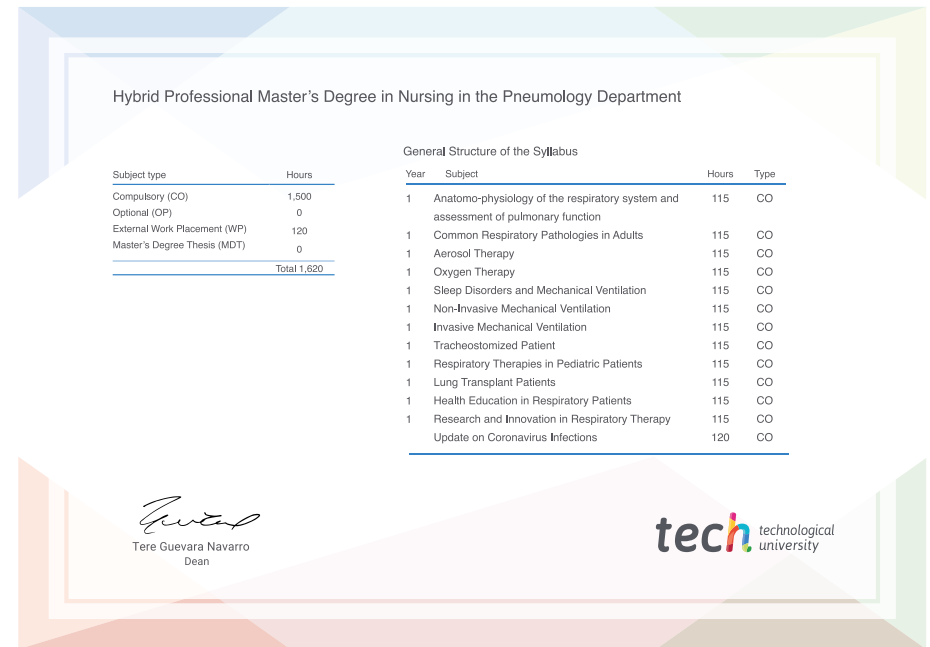 Hybrid Professional Master's Degree in Nursing in the Pneumology Department
Subject type Hours
Compulsory (CO) 1,500
Optional (OP) 0
External Work Placement (WP) 120
Master's Degree Thesis (MDT) 0
Total 1,620
General Structure of the Syllabus
Year Subject Hours Type
1 Anatomo-physiology of the respiratory system and 115 CO
assessment of pulmonary function
1 Common Respiratory Pathologies in Adults 115 CO
1 Aerosol Therapy 115 CO
1 Oxygen Therapy 115 CO
1 Sleep Disorders and Mechanical Ventilation 115 CO
1 Non-Invasive Mechanical Ventilation 115 CO
1 Invasive Mechanical Ventilation 115 CO
1 Tracheostomized Patient 115 CO
1 Respiratory Therapies in Pediatric Patients 115 CO
1 Lung Transplant Patients 115 CO
1 Health Education in Respiratory Patients 115 CO
1 Research and Innovation in Respiratory Therapy 115 CO
Update on Coronavirus Infections 120 CO
Tere Guevara Navarro
Dean
tech technological
university